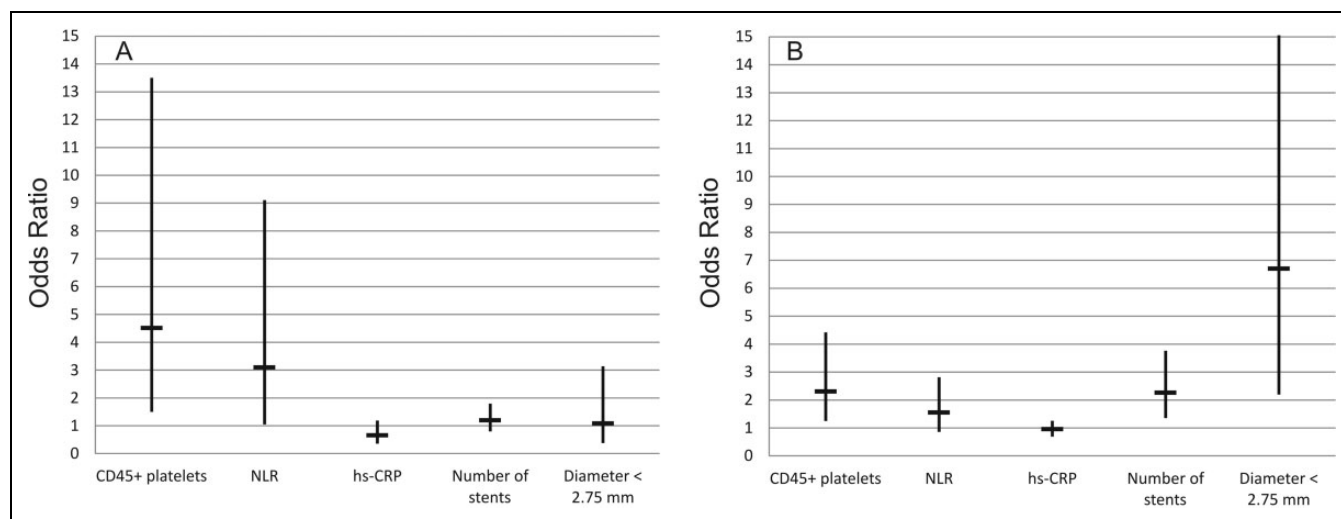 A
Odds Ratio
15
14
13
12
11
10
9
8
7
6
5
4
3
2
1
0
CD45+ platelets
NLR
hs-CRP
Number of
stents
Diameter <
2.75 mm
B
Odds Ratio
15
14
13
12
11
10
9
8
7
6
5
4
3
2
1
0
CD45+ platelets
NLR
hs-CRP
Number of
stents
Diameter <
2.75 mm